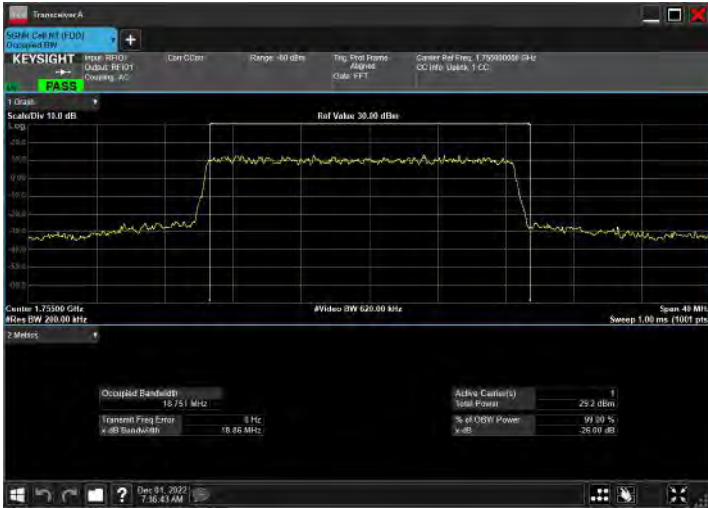 Transceiver A
5GNR Cell NT (FDD)
Occupied BW
KEYSIGHT
Input: RFIO1
Output: RFIO1
Coupling: AC
Corr CCorr
Trig: Prot Frame
Aligned
Gate: FFT
Carrier Ref Freq: 1.755000000 GHz
CC Info: Uplink, 1 CC
PASS
1 Graph
Scale/Div 10.0 dB
Ref Value 30.00 dBm
Log
Center 1.75500 GHz
#Video BW 620.00 kHz
Span 40 MHz
#Res BW 200.00 kHz
Sweep 1.00 ms (1001 pts
2 Metrics
Occupied Bandwidth
18.751 MHz
Active Carrier(s) 1
Total Power 29.2 dBm
Transmit Freq Error 0 Hz
x-dB Bandwidth 18.86 MHz
% of OBW Power 99.00 %
x-dB -26.00 dB
Dec 01, 2022
7:36:43 AM